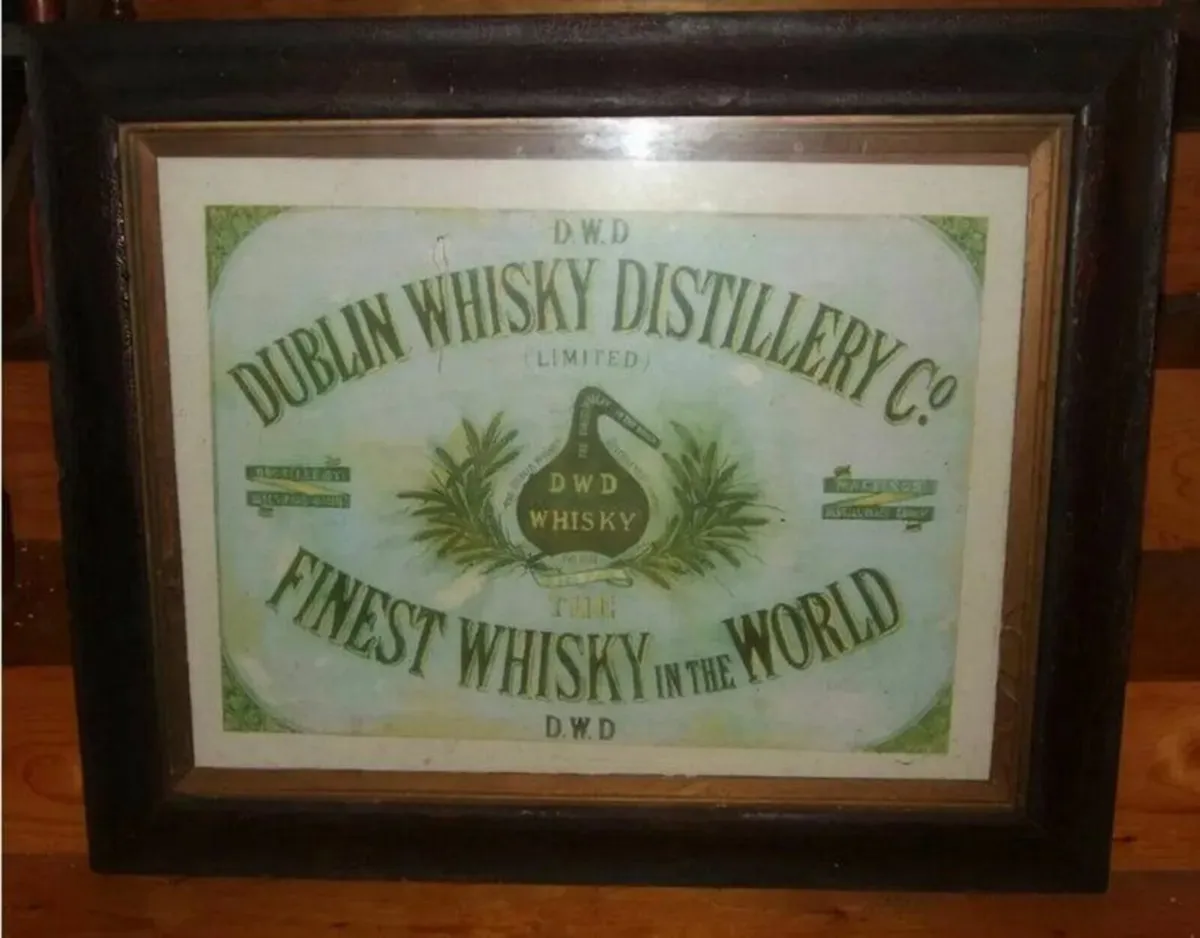 D.W.D
DUBLIN WHISKY DISTILLERY Cº
(LIMITED)
DWD
WHISKY
THE
FINEST WHISKY IN THE WORLD
D.W.D